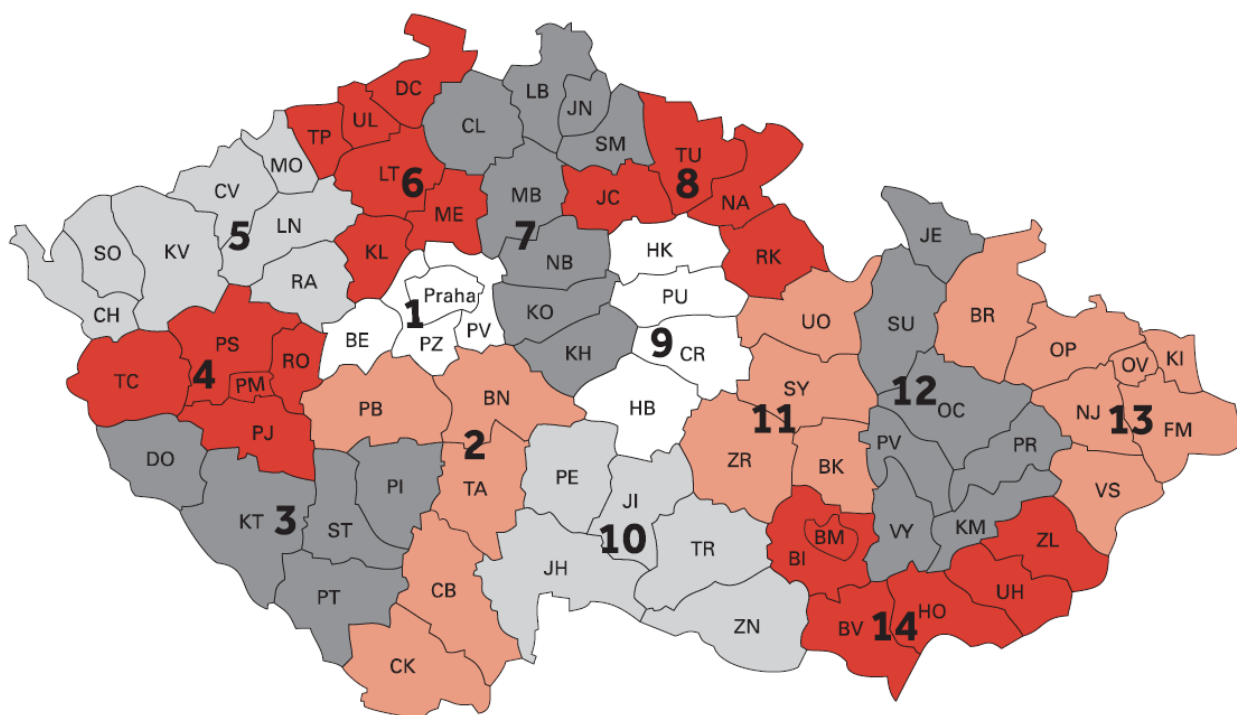 DC
LB
JN
UL
CL
TP
SM
MO
TU
LT
6
8
CV
JC
MB
NA
ME
LN
5
7
JE
SO
KV
KL
HK
NB
RK
RA
Praha
PU
CH
1
KO
UO
SU
BR
OP
BE
PZ
PV
9
CR
KH
PS
RO
OV
KI
TC
4
PM
SY
12
PB
BN
HB
11
OC
NJ
13
PJ
2
PV
PR
FM
DO
PI
TA
PE
JI
ZR
BK
VS
KT
3
ST
10
TR
BM
VY
KM
ZL
BI
JH
CB
PT
UH
ZN
BV
14
HO
CK